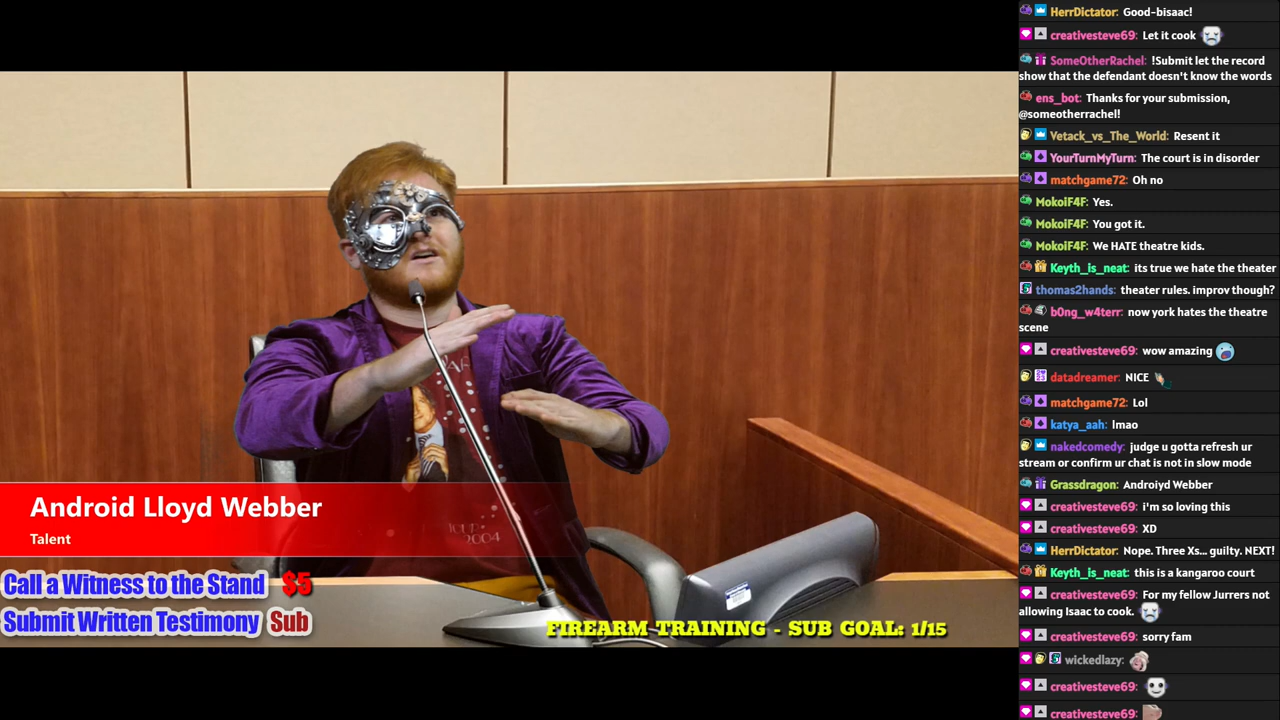 Android Lloyd Webber
Talent
Call a Witness to the Stand $5
Submit Written Testimony Sub
FIREARM TRAINING - SUB GOAL: 1/15
TOUR
2004
HerrDictator: Good-bisaac!
creativesteve69: Let it cook
SomeOtherRachel: !Submit let the record
show that the defendant doesn't know the words
ens_bot: Thanks for your submission,
@someotherrachel!
Vetack_vs_The_World: Resent it
YourTurnMyTurn: The court is in disorder
matchgame72: Oh no
MokoiF4F: Yes.
MokoiF4F: You got it.
MokoiF4F: We HATE theatre kids.
Keyth_is_neat: its true we hate the theater
thomas2hands: theater rules. improv though?
b0ng_w4terr: now york hates the theatre
scene
creativesteve69: wow amazing
datadreamer: NICE
matchgame72: Lol
katya_aah: lmao
nakedcomedy: judge u gotta refresh ur
stream or confirm ur chat is not in slow mode
Grassdragon: Androiyd Webber
creativesteve69: i'm so loving this
creativesteve69: XD
HerrDictator: Nope. Three Xs... guilty. NEXT!
Keyth_is_neat: this is a kangaroo court
creativesteve69: For my fellow Jurrers not
allowing Isaac to cook.
creativesteve69: sorry fam
wickedlazy:
creativesteve69:
creativesteve69: